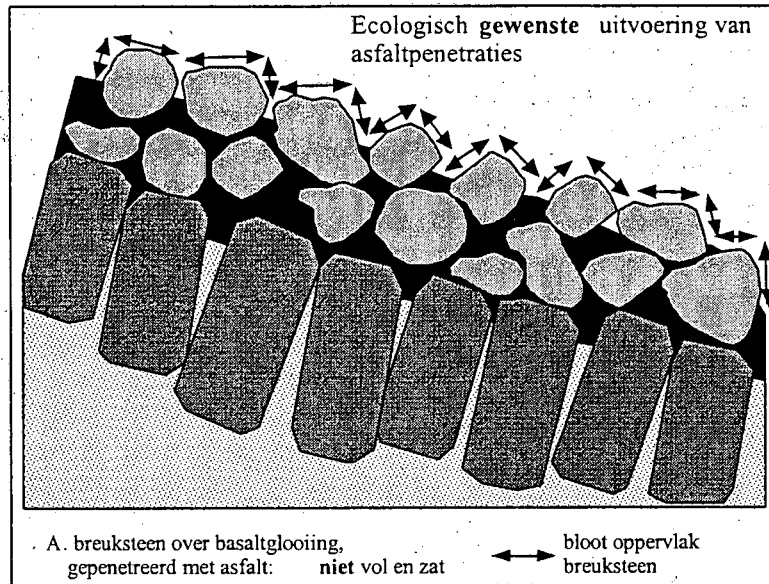 Ecologisch gewenste uitvoering van
asfaltpenetraties
A. breuksteen over basaltglooiing,
gepenetreerd met asfalt: niet vol en zat
bloot oppervlak
breuksteen